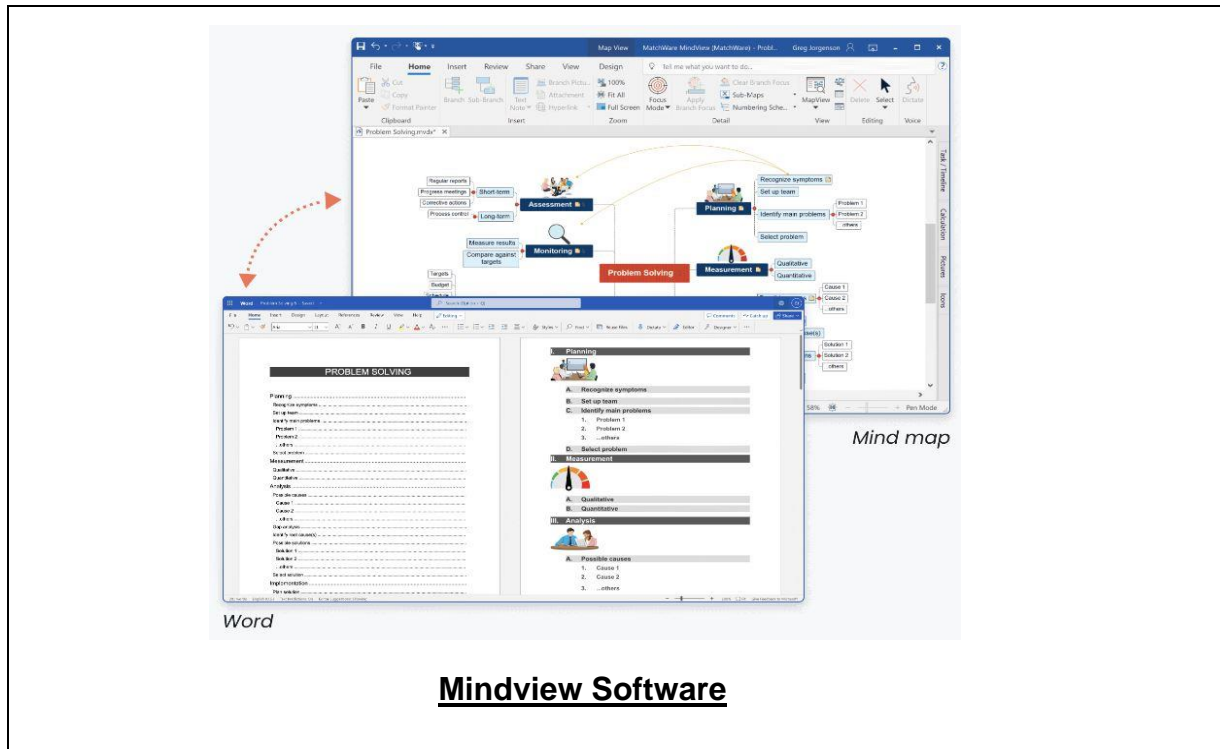 Map View MatchWare MindView (MatchWare) - Probl.. Greg Jorgenson
File Home Insert Review Share View Design Tell me what you want to do...
Paste
Cut
Copy
Format Painter
Clipboard
Branch Sub-Branch Text Note
Branch Pictu..
Attachment
Hyperlink
Insert
100%
Fit All
Full Screen
Zoom
Focus Mode
Apply Branch Focus
Clear Branch Focus
Sub-Maps
Numbering Sche..
Detail
MapView
View
Delete Select
Editing
Dictate
Voice
Problem Solving.mvdx*
Task / Timeline
Calculation
Pictures
Icons
Regular reports
Progress meetings
Corrective actions
Process control
Short-term
Long-term
Assessment
Measure results
Compare against
targets
Monitoring
Targets
Budget
Schedule
Problem Solving
Planning
Recognize symptoms
Set up team
Identify main problems
Problem 1
Problem 2
..others
Select problem
Measurement
Qualitative
Quantitative
Cause 1
Cause 2
...others
Solution 1
Solution 2
...others
58% Pen Mode
Mind map
Word
File Home Insert Design Layout References Review View Help Editing
Comments Catch up Share
PROBLEM SOLVING
Planning
Recognize symptoms
Set up team
Identify main problems
Problem 1
Problem 2
...others
Select problem
Measurement
Qualitative
Quantitative
Analysis
Possible causes
Cause 1
Cause 2
...others
Gap analysis
Identify root cause(s)
Possible solutions
Solution 1
Solution 2
...others
Select solution
Implementation
Plan solution
I. Planning
A. Recognize symptoms
B. Set up team
C. Identify main problems
1. Problem 1
2. Problem 2
3. ...others
D. Select problem
II. Measurement
A. Qualitative
B. Quantitative
III. Analysis
A. Possible causes
1. Cause 1
2. Cause 2
3. ...others
Word
Mindview Software